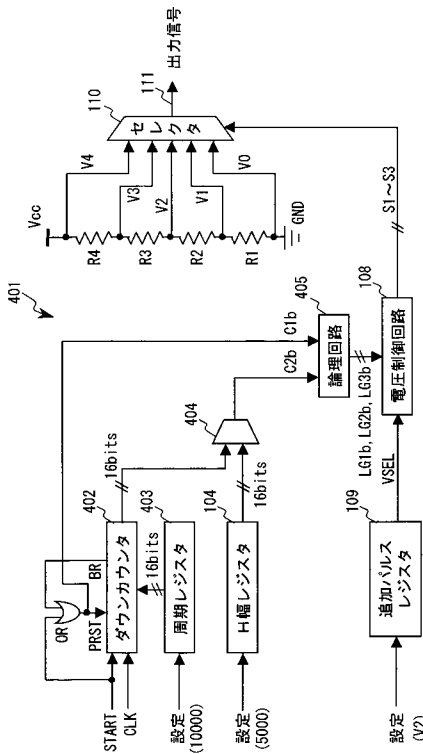 401
START
CLK
OR
PRST
BR
402
ダウンカウンタ
16bits
16bits
403
周期レジスタ
設定
(10000)
104
H幅レジスタ
設定
(5000)
16bits
404
C2b
C1b
405
論理回路
LG1b, LG2b, LG3b
109
追加パルス
レジスタ
設定
(V2)
VSEL
108
電圧制御回路
S1~S3
Vcc
R4
R3
R2
R1
GND
V4
V3
V2
V1
V0
110
セレクタ
111
出力信号